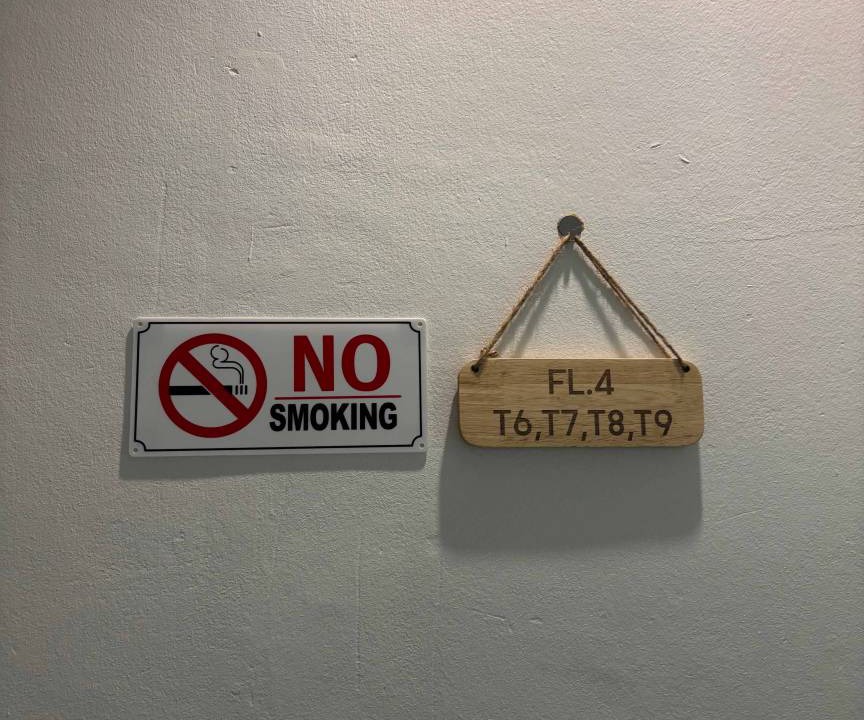 NO
SMOKING
FL.4
T6,T7,T8,T9